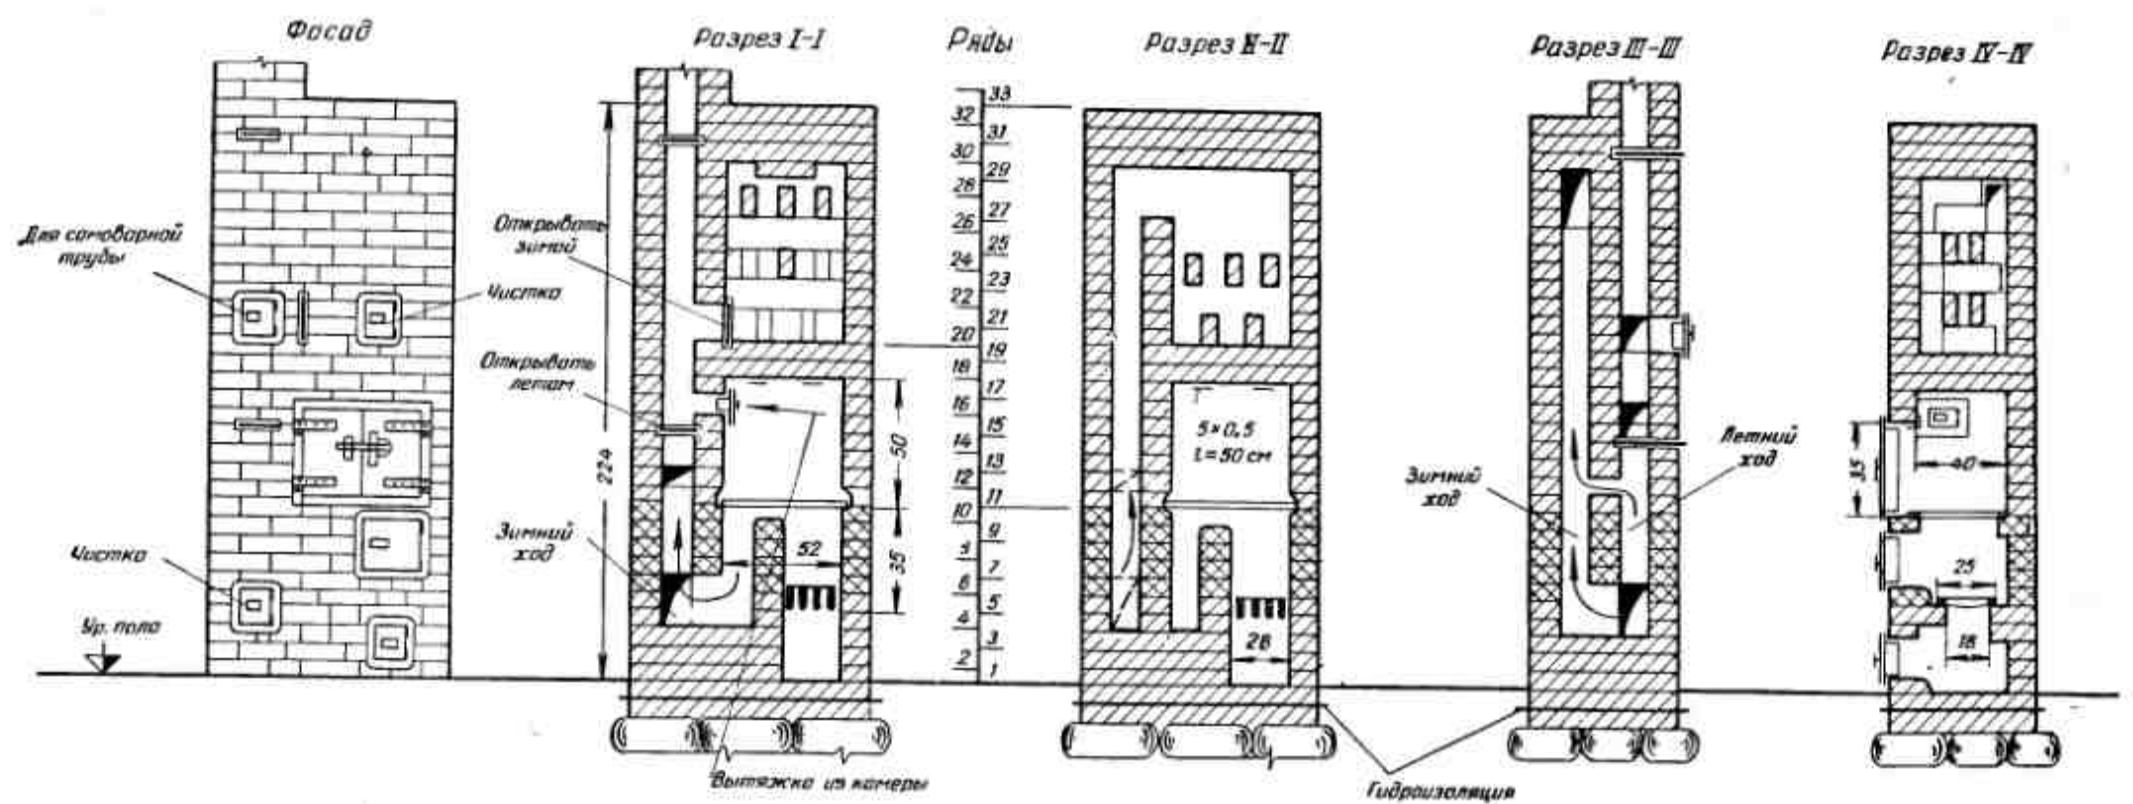 Фасад
Разрез I-I
Ряды
Разрез II-II
Разрез III-III
Разрез IV-IV
Для самоварной
трубы
Чистка
Чистка
Ур. пола
Открывать
зимой
Открывать
летом
Зимний
ход
224
52
50
35
Вытяжка из камеры
33
32
31
30
29
28
27
26
25
24
23
22
21
20
19
18
17
16
15
14
13
12
11
10
9
8
7
6
5
4
3
2
1
5×0,5
l=50 см
28
Гидроизоляция
Зимний
ход
Летний
ход
35
40
25
18